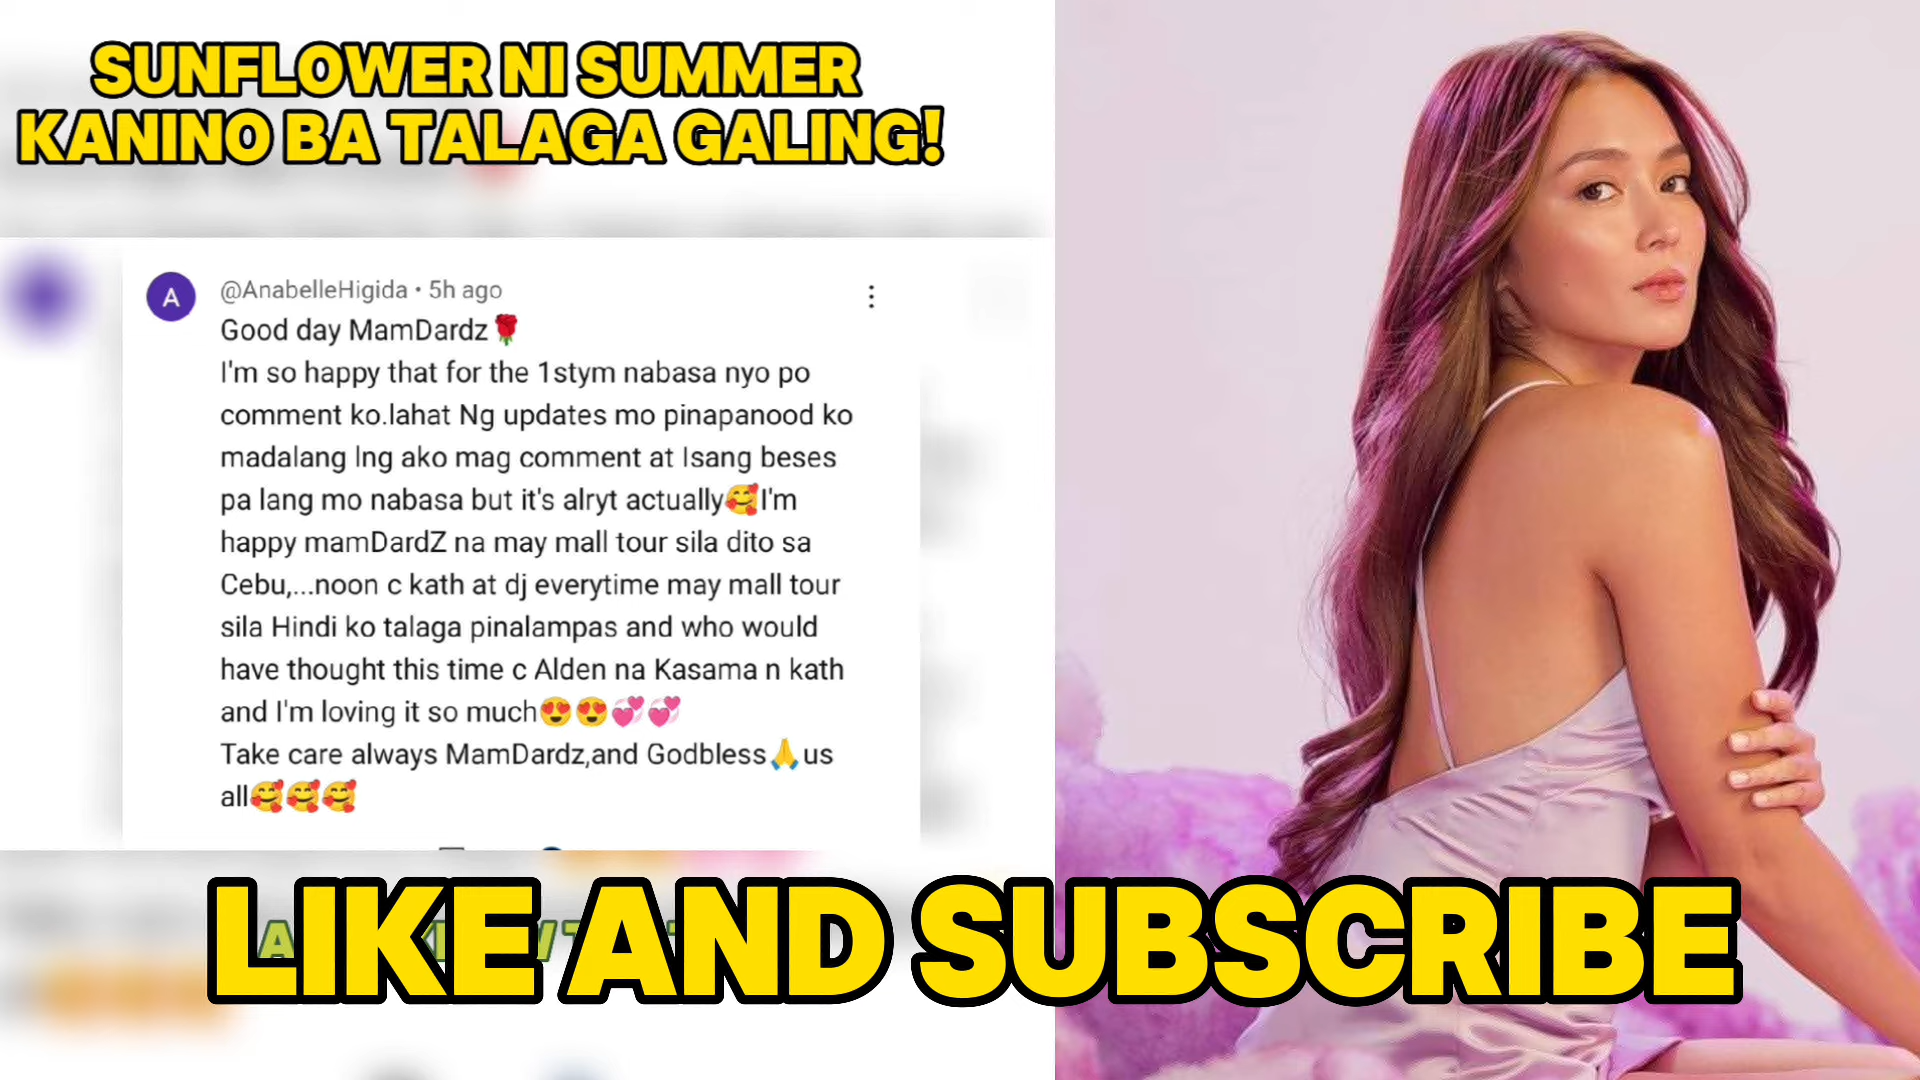 SUNFLOWER NI SUMMER
KANINO BA TALAGA GALING!
A
@AnabelleHigida • 5h ago
Good day MamDardz🌹
I'm so happy that for the 1stym nabasa nyo po
comment ko.lahat Ng updates mo pinapanood ko
madalang lng ako mag comment at Isang beses
pa lang mo nabasa but it's alryt actually🥰I'm
happy mamDardZ na may mall tour sila dito sa
Cebu,...noon c kath at dj everytime may mall tour
sila Hindi ko talaga pinalampas and who would
have thought this time c Alden na Kasama n kath
and I'm loving it so much😍😍💞💞
Take care always MamDardz,and Godbless🙏us
all🥰🥰🥰
LIKE AND SUBSCRIBE